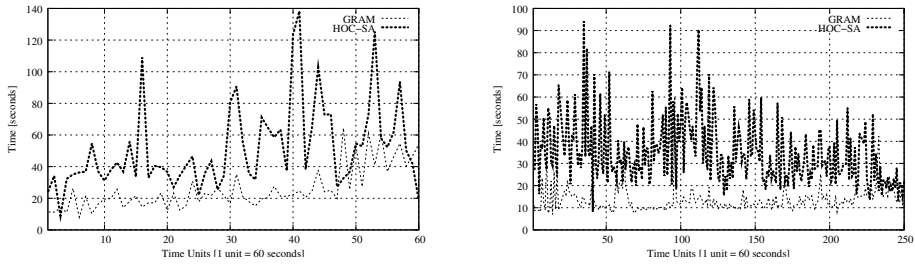 140
120
100
80
60
40
20
0
10 20 30 40 50 60
Time [seconds]
Time Units [1 unit = 60 seconds]
GRAM
HOC-SA
100
90
80
70
60
50
40
30
20
10
0
50 100 150 200 250
Time [seconds]
Time Units [1 unit = 60 seconds]
GRAM
HOC-SA